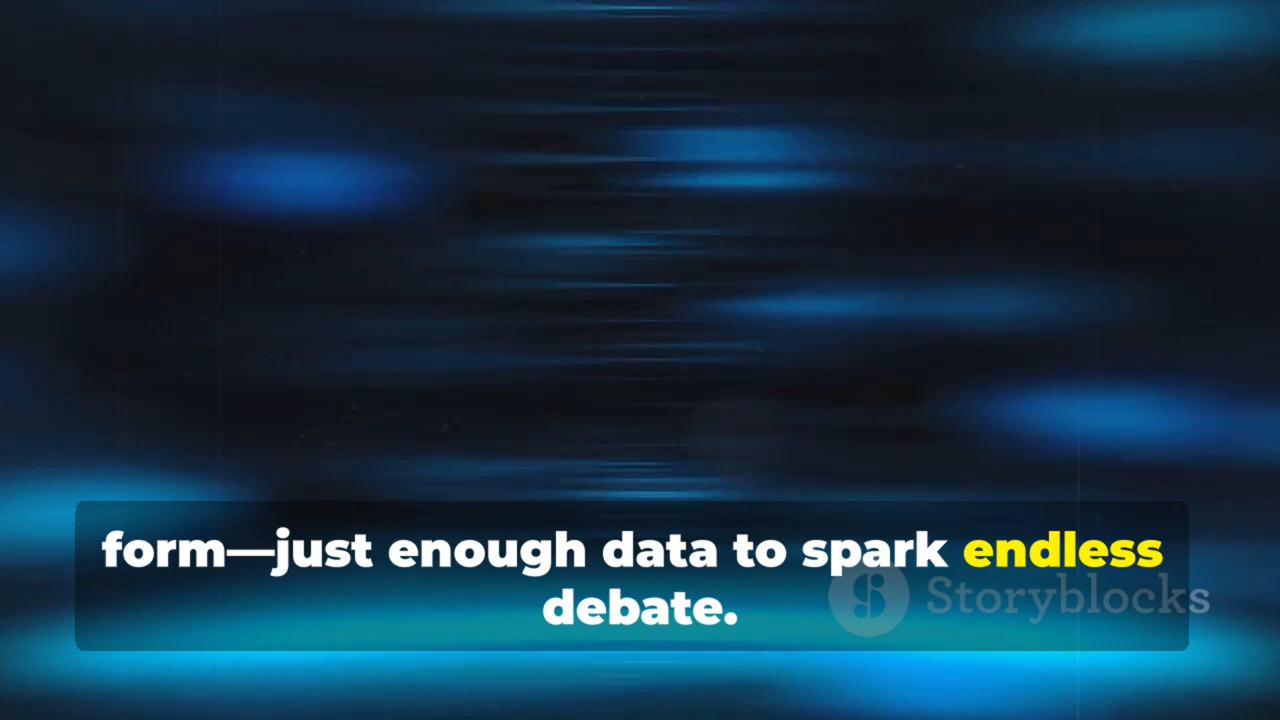 form—just enough data to spark endless
debate.
Storyblocks